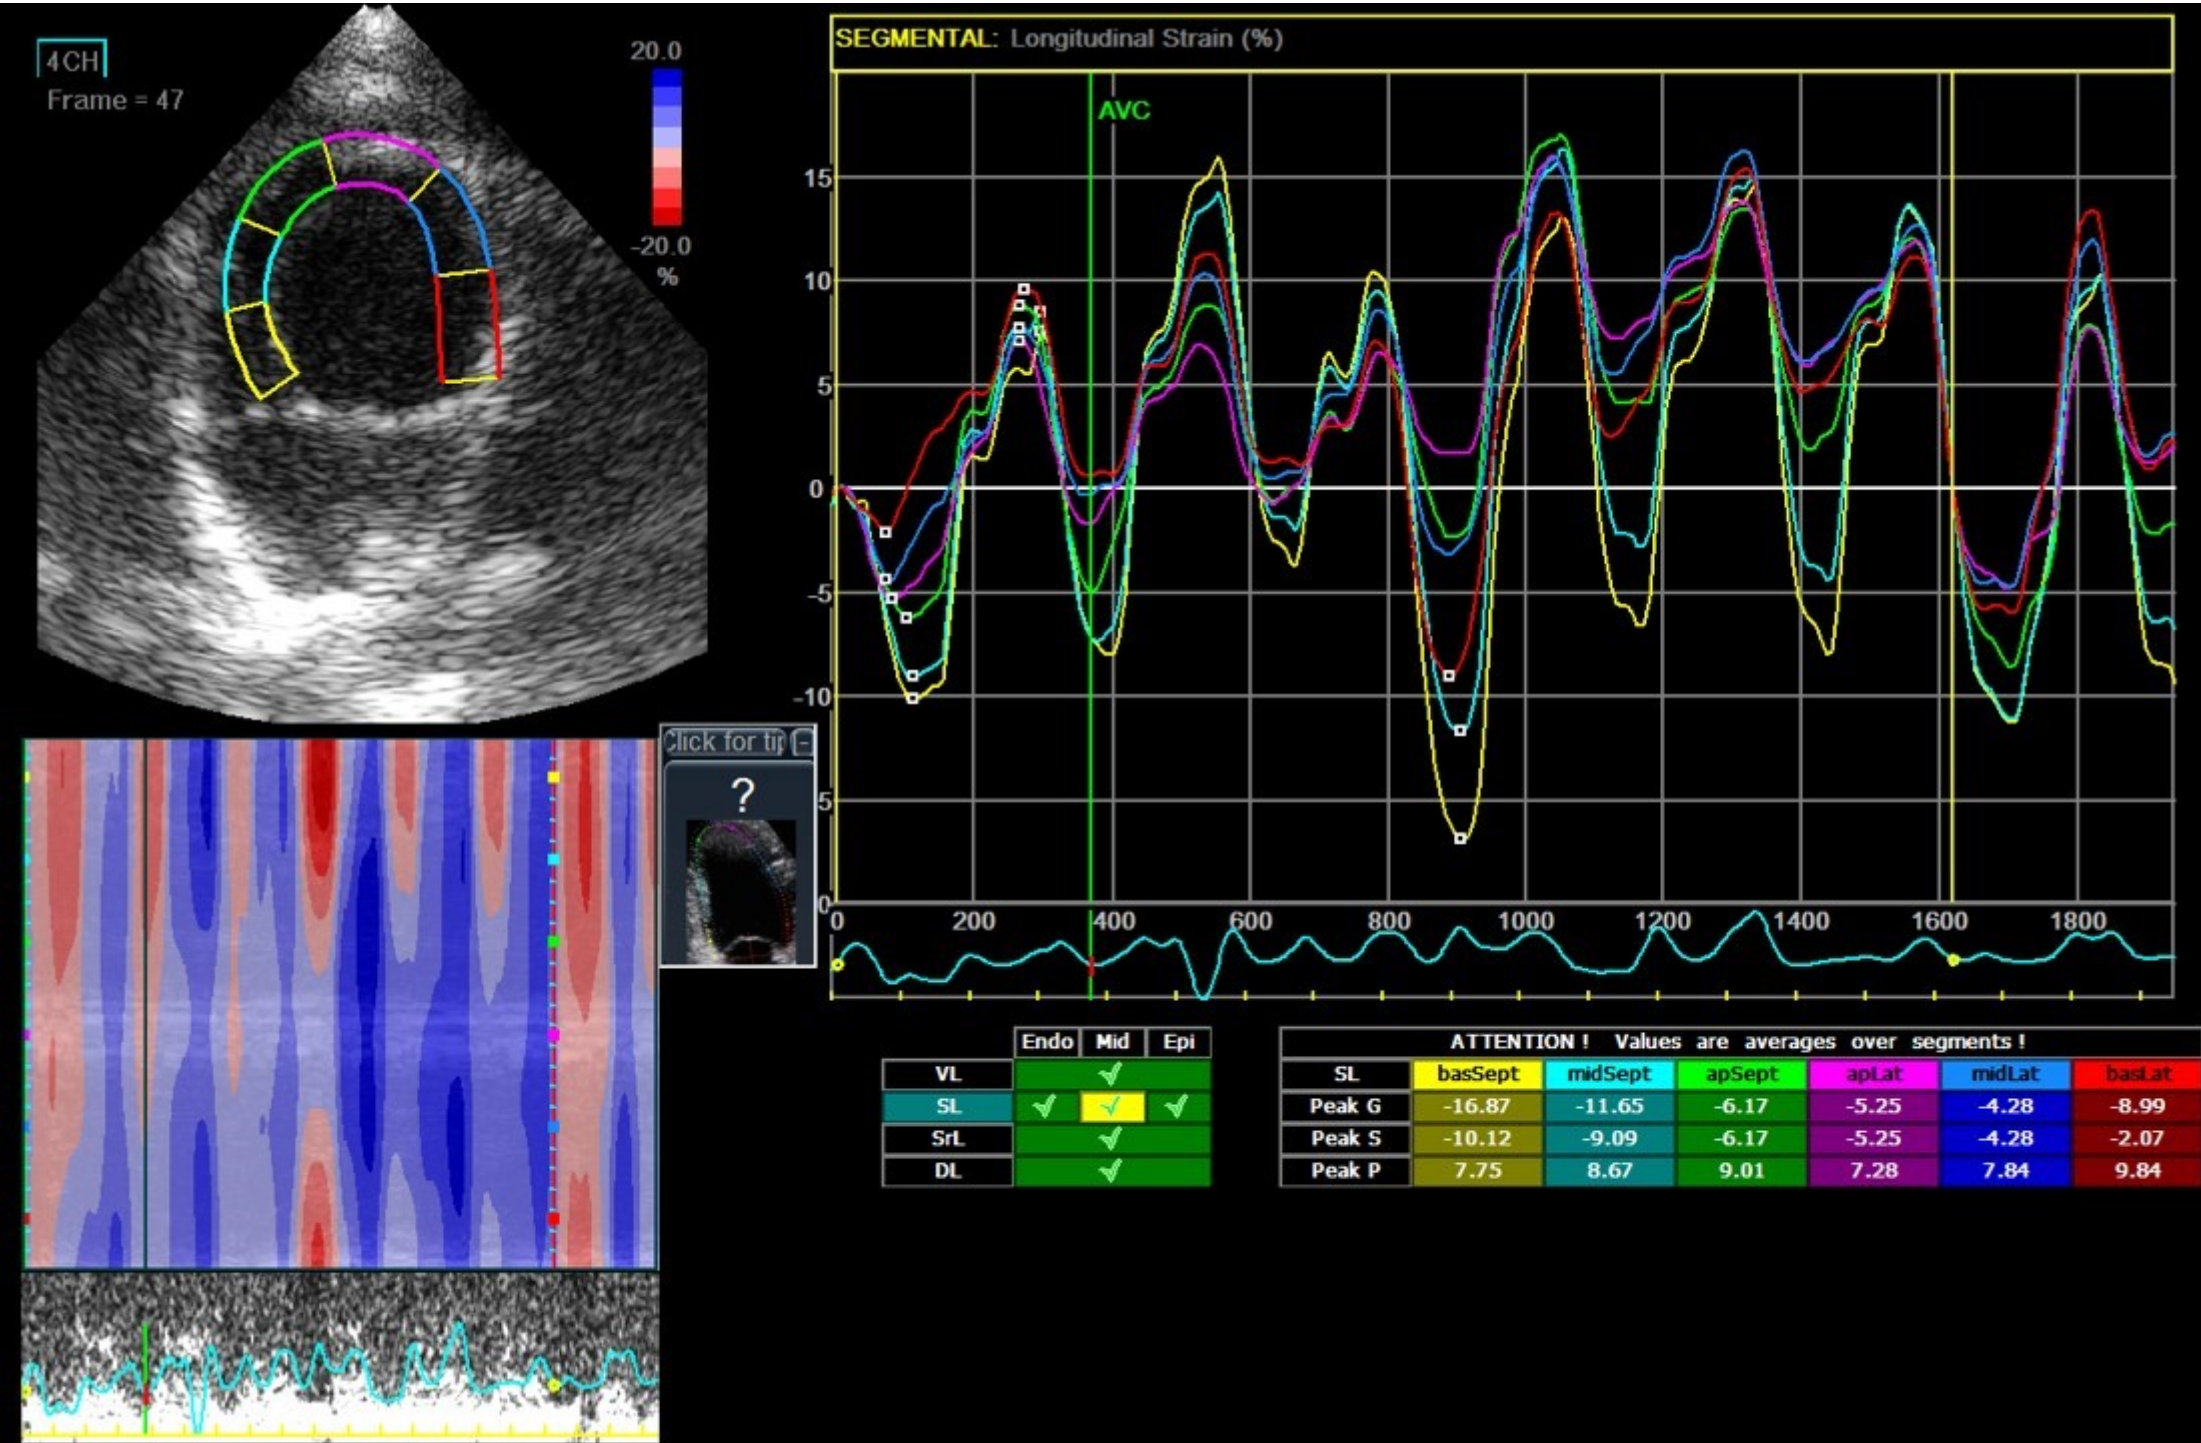 4CH
Frame = 47
20.0
-20.0
%
SEGMENTAL: Longitudinal Strain (%)
AVC
15
10
5
0
-5
-10
5
0
0 200 400 600 800 1000 1200 1400 1600 1800
Click for tip [-]
?
Endo Mid Epi
VL
SL
SrL
DL
ATTENTION ! Values are averages over segments !
SL basSept midSept apSept apLat midLat basLat
Peak G -16.87 -11.65 -6.17 -5.25 -4.28 -8.99
Peak S -10.12 -9.09 -6.17 -5.25 -4.28 -2.07
Peak P 7.75 8.67 9.01 7.28 7.84 9.84